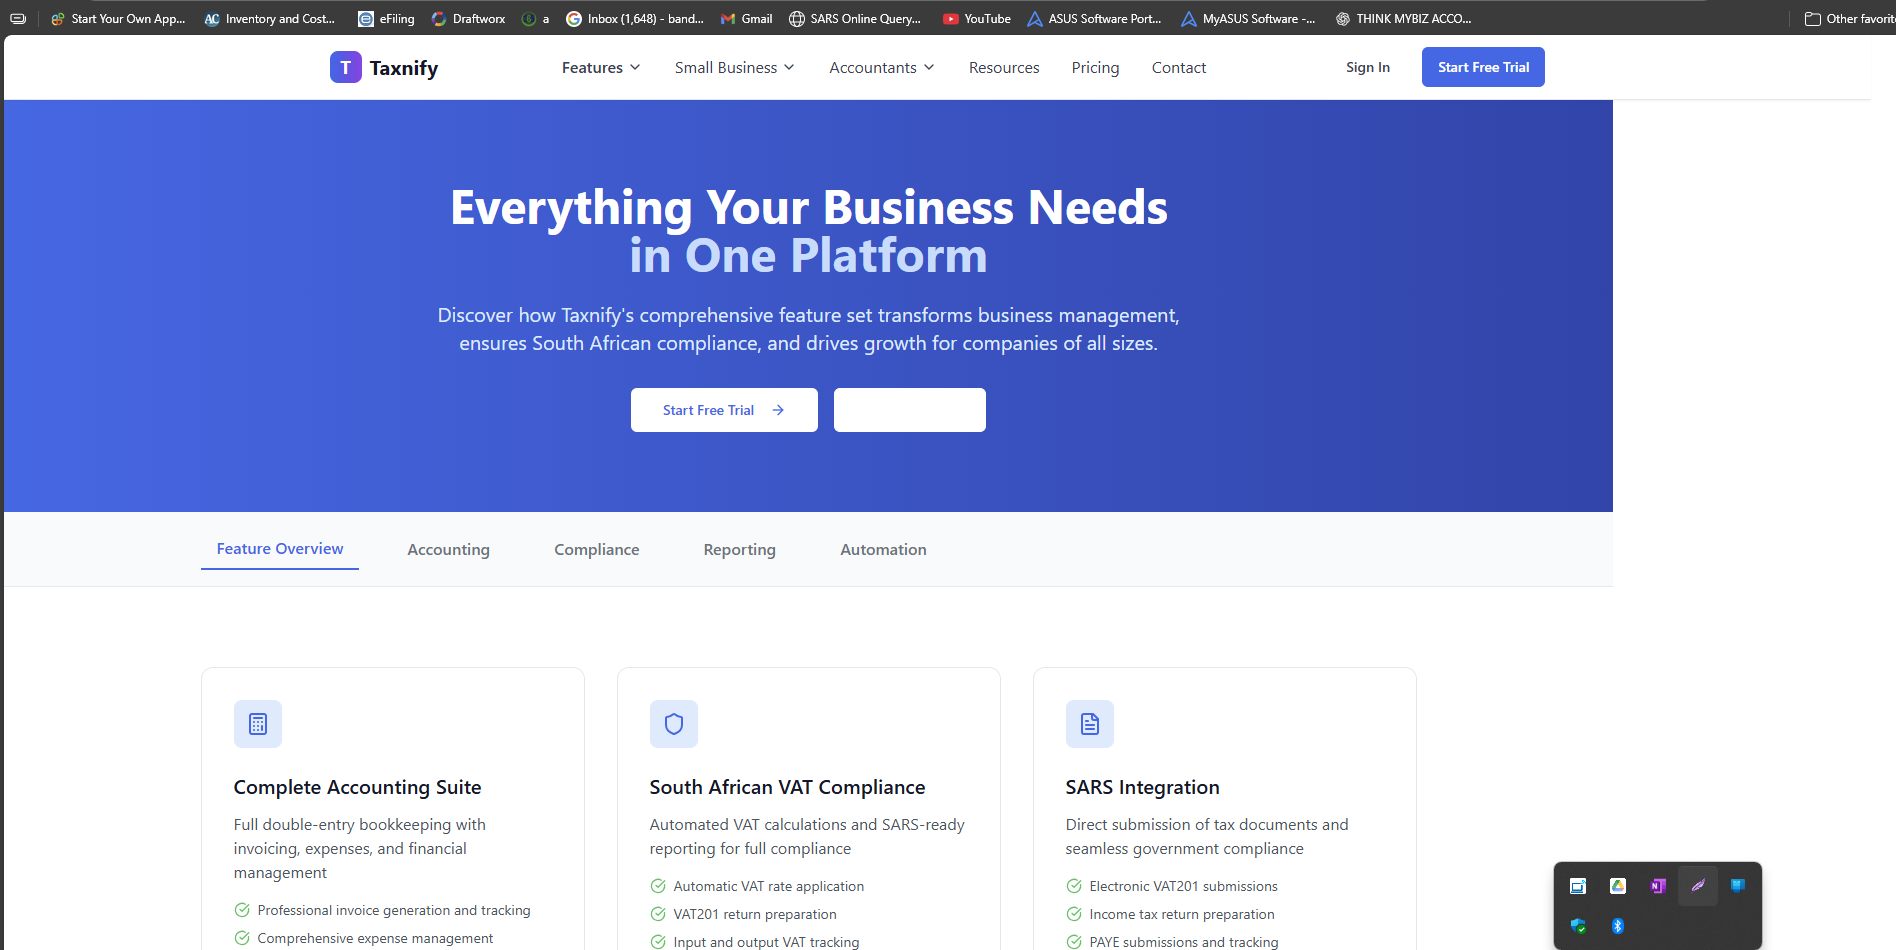 Start Your Own App...
Inventory and Cost...
eFiling
Draftworx
a
Inbox (1,648) - band...
Gmail
SARS Online Query...
YouTube
ASUS Software Port...
MyASUS Software -...
THINK MYBIZ ACCO...
Other favorit
T Taxnify
Features
Small Business
Accountants
Resources
Pricing
Contact
Sign In
Start Free Trial
Everything Your Business Needs
in One Platform
Discover how Taxnify's comprehensive feature set transforms business management,
ensures South African compliance, and drives growth for companies of all sizes.
Start Free Trial
Feature Overview
Accounting
Compliance
Reporting
Automation
Complete Accounting Suite
Full double-entry bookkeeping with
invoicing, expenses, and financial
management
Professional invoice generation and tracking
Comprehensive expense management
South African VAT Compliance
Automated VAT calculations and SARS-ready
reporting for full compliance
Automatic VAT rate application
VAT201 return preparation
Input and output VAT tracking
SARS Integration
Direct submission of tax documents and
seamless government compliance
Electronic VAT201 submissions
Income tax return preparation
PAYE submissions and tracking